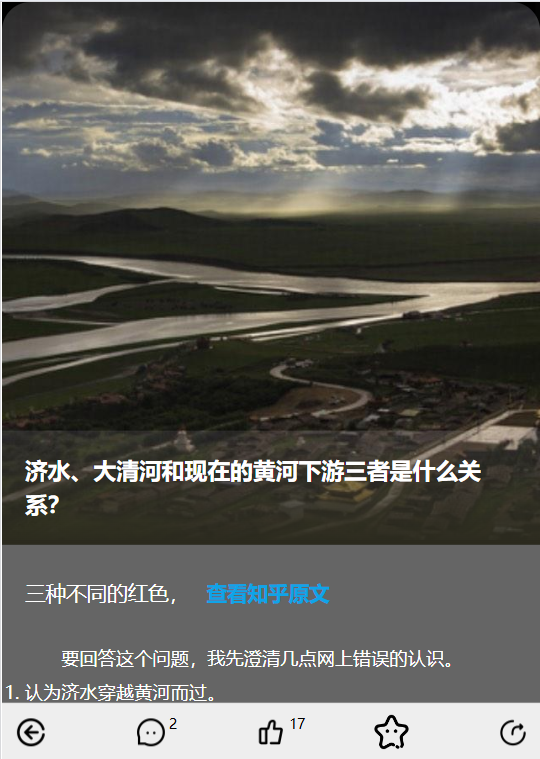 济水、大清河和现在的黄河下游三者是什么关
系?
三种不同的红色， 查看知乎原文
要回答这个问题，我先澄清几点网上错误的认识。
1. 认为济水穿越黄河而过。
2 17